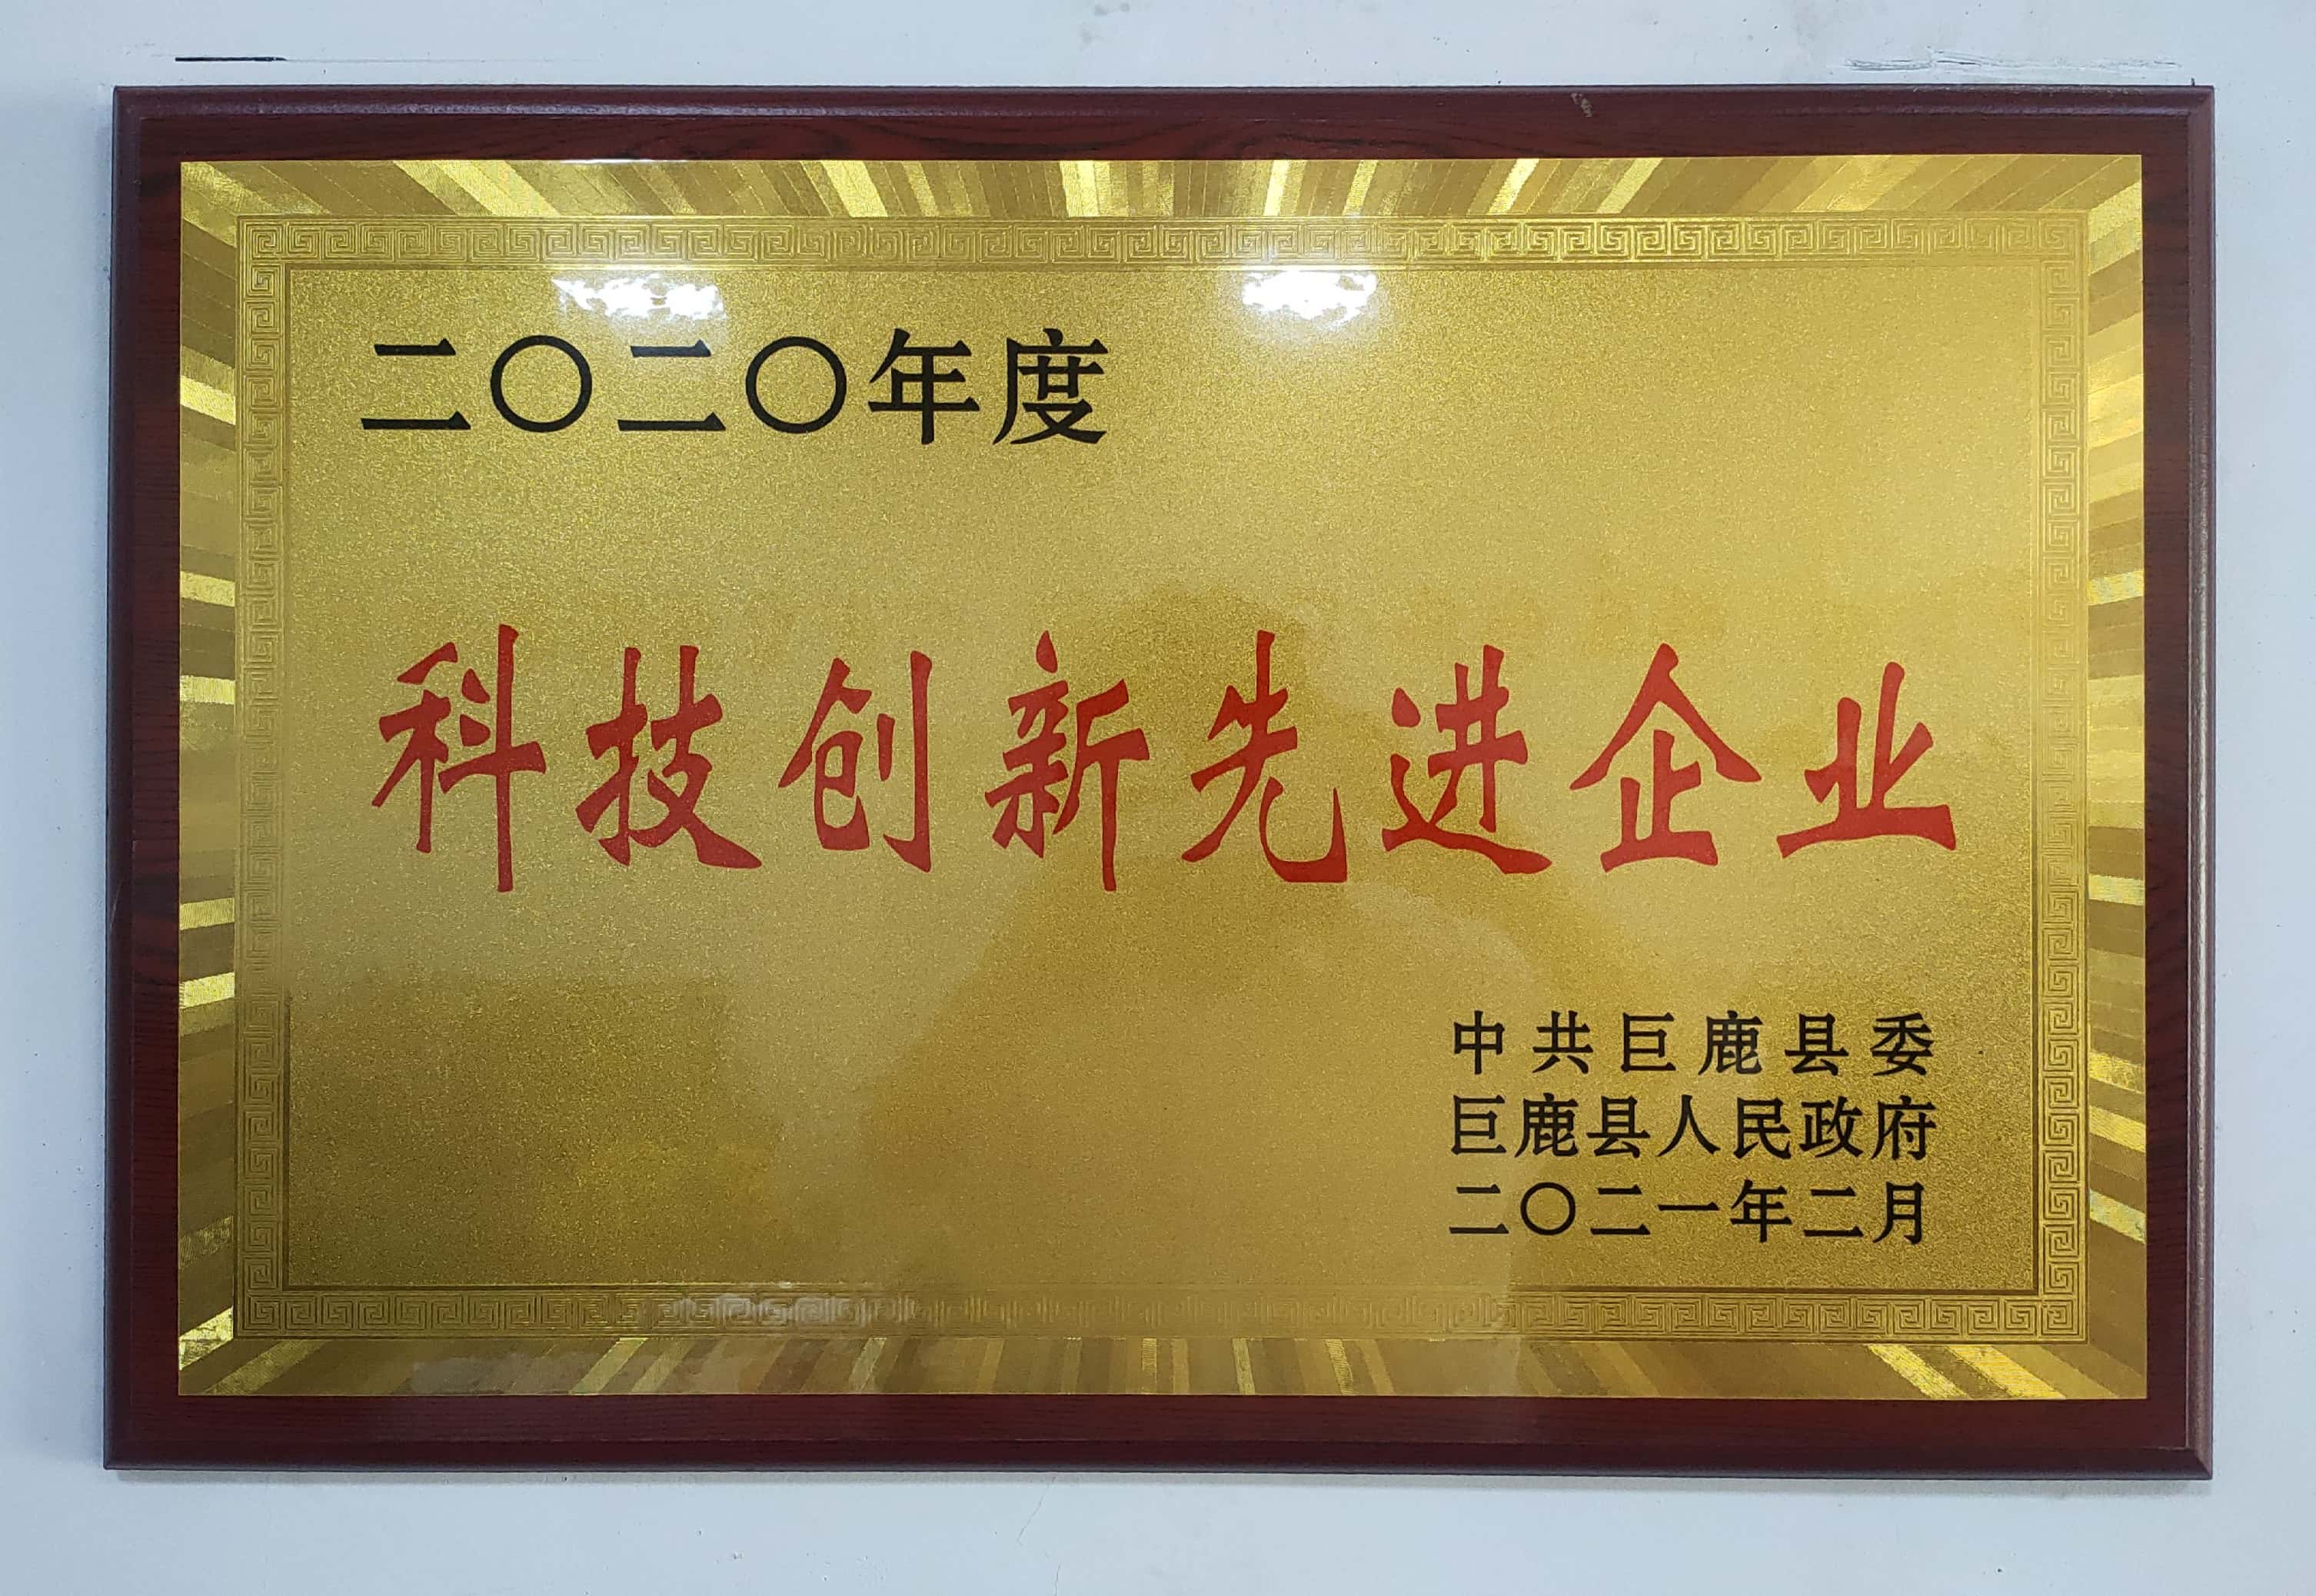 二〇二〇年度
科技创新先进企业
中共巨鹿县委
巨鹿县人民政府
二〇二一年二月